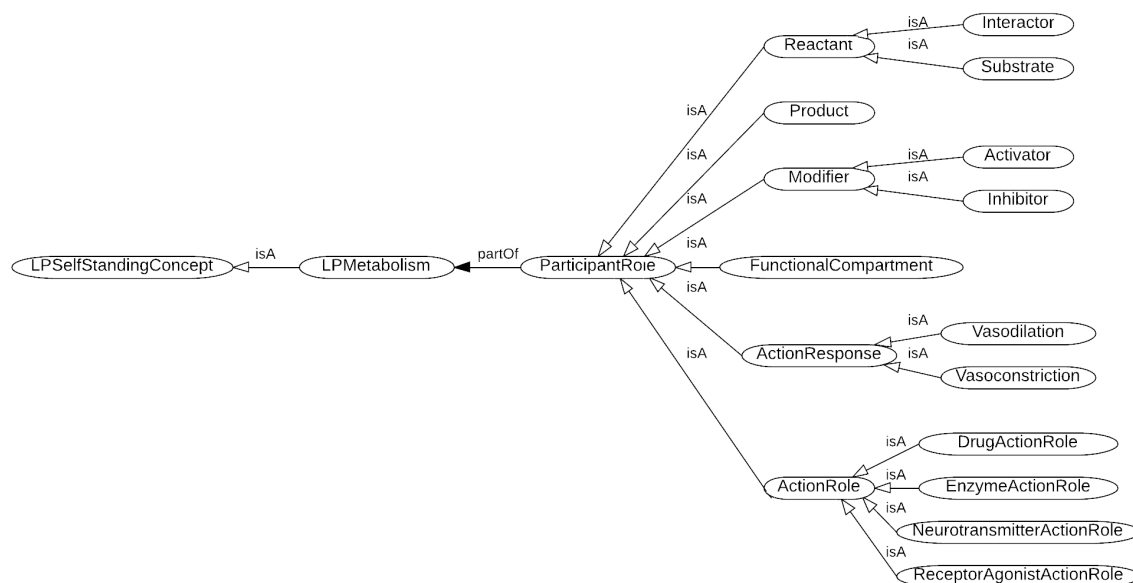 Interactor
isA
Reactant
isA
Substrate
isA
Product
isA
Activator
isA
Modifier
isA
Inhibitor
isA
isA
isA
partOf
LPSelfStandingConcept
LPMetabolism
ParticipantRole
FunctionalCompartment
isA
isA
Vasodilation
isA
ActionResponse
isA
Vasoconstriction
isA
DrugActionRole
isA
ActionRole
EnzymeActionRole
isA
NeurotransmitterActionRole
isA
ReceptorAgonistActionRole